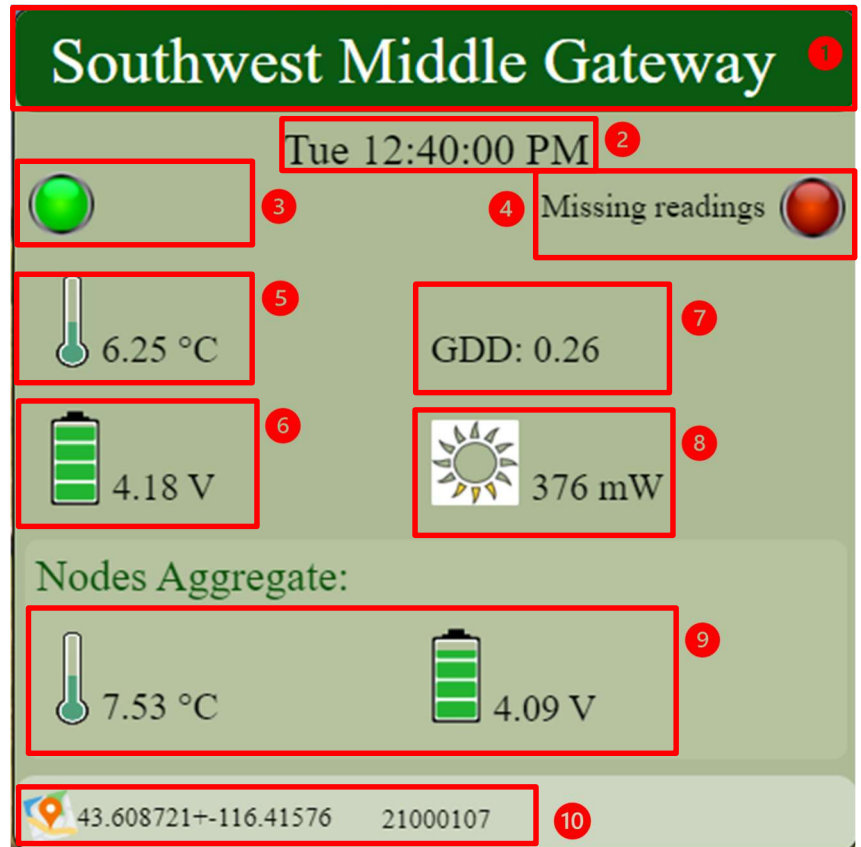 Southwest Middle Gateway 1
Tue 12:40:00 PM 2
3
4 Missing readings
5
6.25 °C
7
GDD: 0.26
6
4.18 V
8
376 mW
Nodes Aggregate:
9
7.53 °C
4.09 V
43.608721+-116.41576 21000107 10